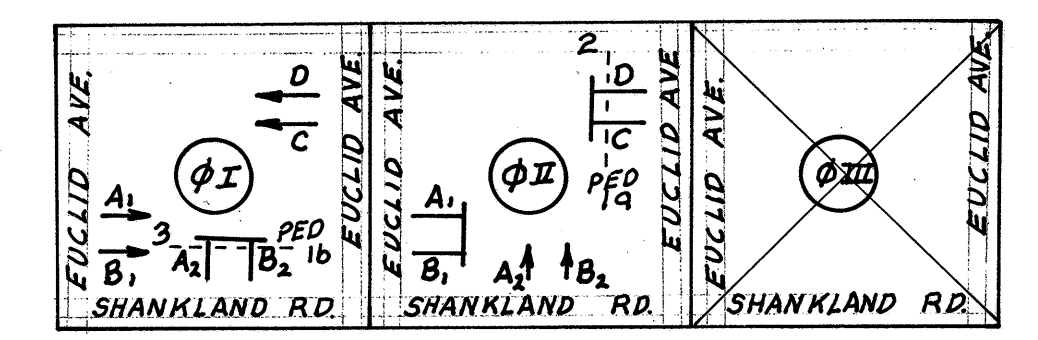 EUCLID AVE.
D
C
φI
A1
B1
3
A2
B2
PED
1b
EUCLID AVE
SHANKLAND RD.
EUCLID AVE.
2
D
C
φII
PED
1a
A1
B1
A2
B2
EUCLID AVE
SHANKLAND RD.
EUCLID AVE.
φIII
EUCLID AVE.
SHANKLAND RD.